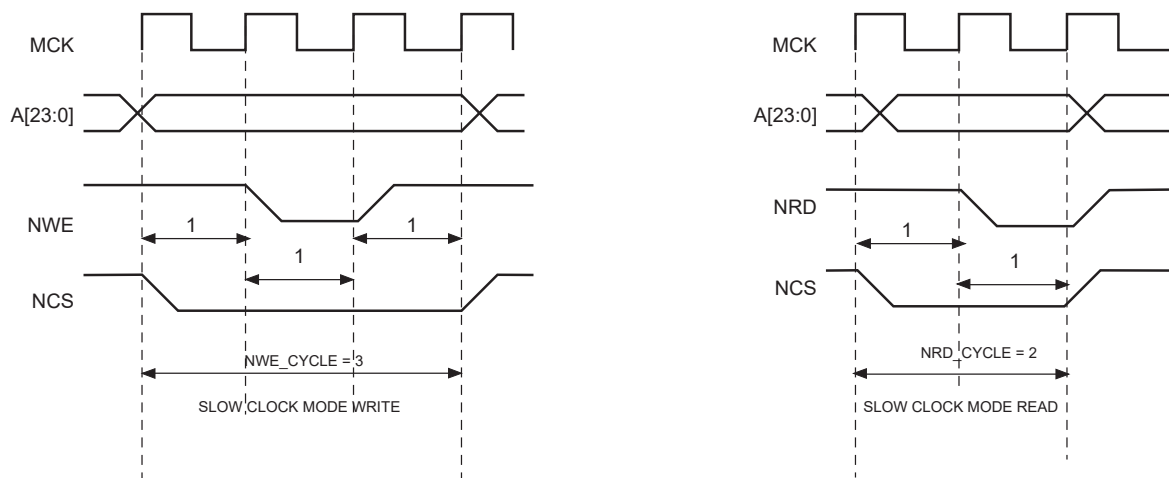 MCK
A[23:0]
NWE
1
1
1
NCS
NWE_CYCLE = 3
SLOW CLOCK MODE WRITE
MCK
A[23:0]
NRD
1
1
NCS
NRD_CYCLE = 2
SLOW CLOCK MODE READ